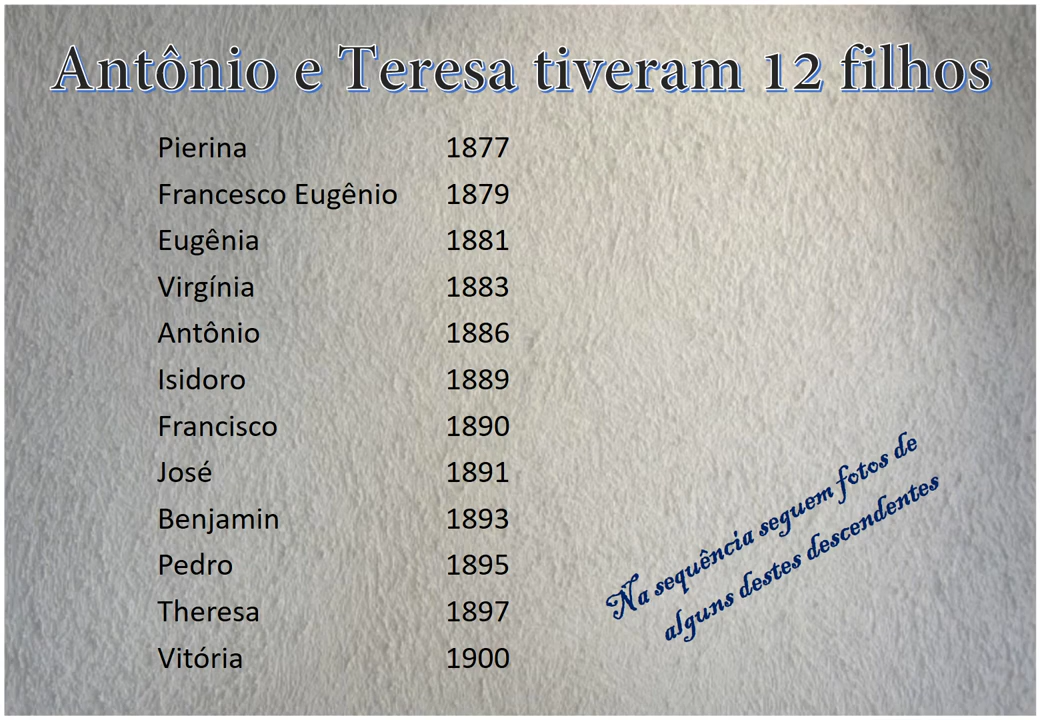 Antônio e Teresa tiveram 12 filhos
Pierina 1877
Francesco Eugênio 1879
Eugênia 1881
Virgínia 1883
Antônio 1886
Isidoro 1889
Francisco 1890
José 1891
Benjamin 1893
Pedro 1895
Theresa 1897
Vitória 1900
Na sequência seguem fotos de
alguns destes descendentes